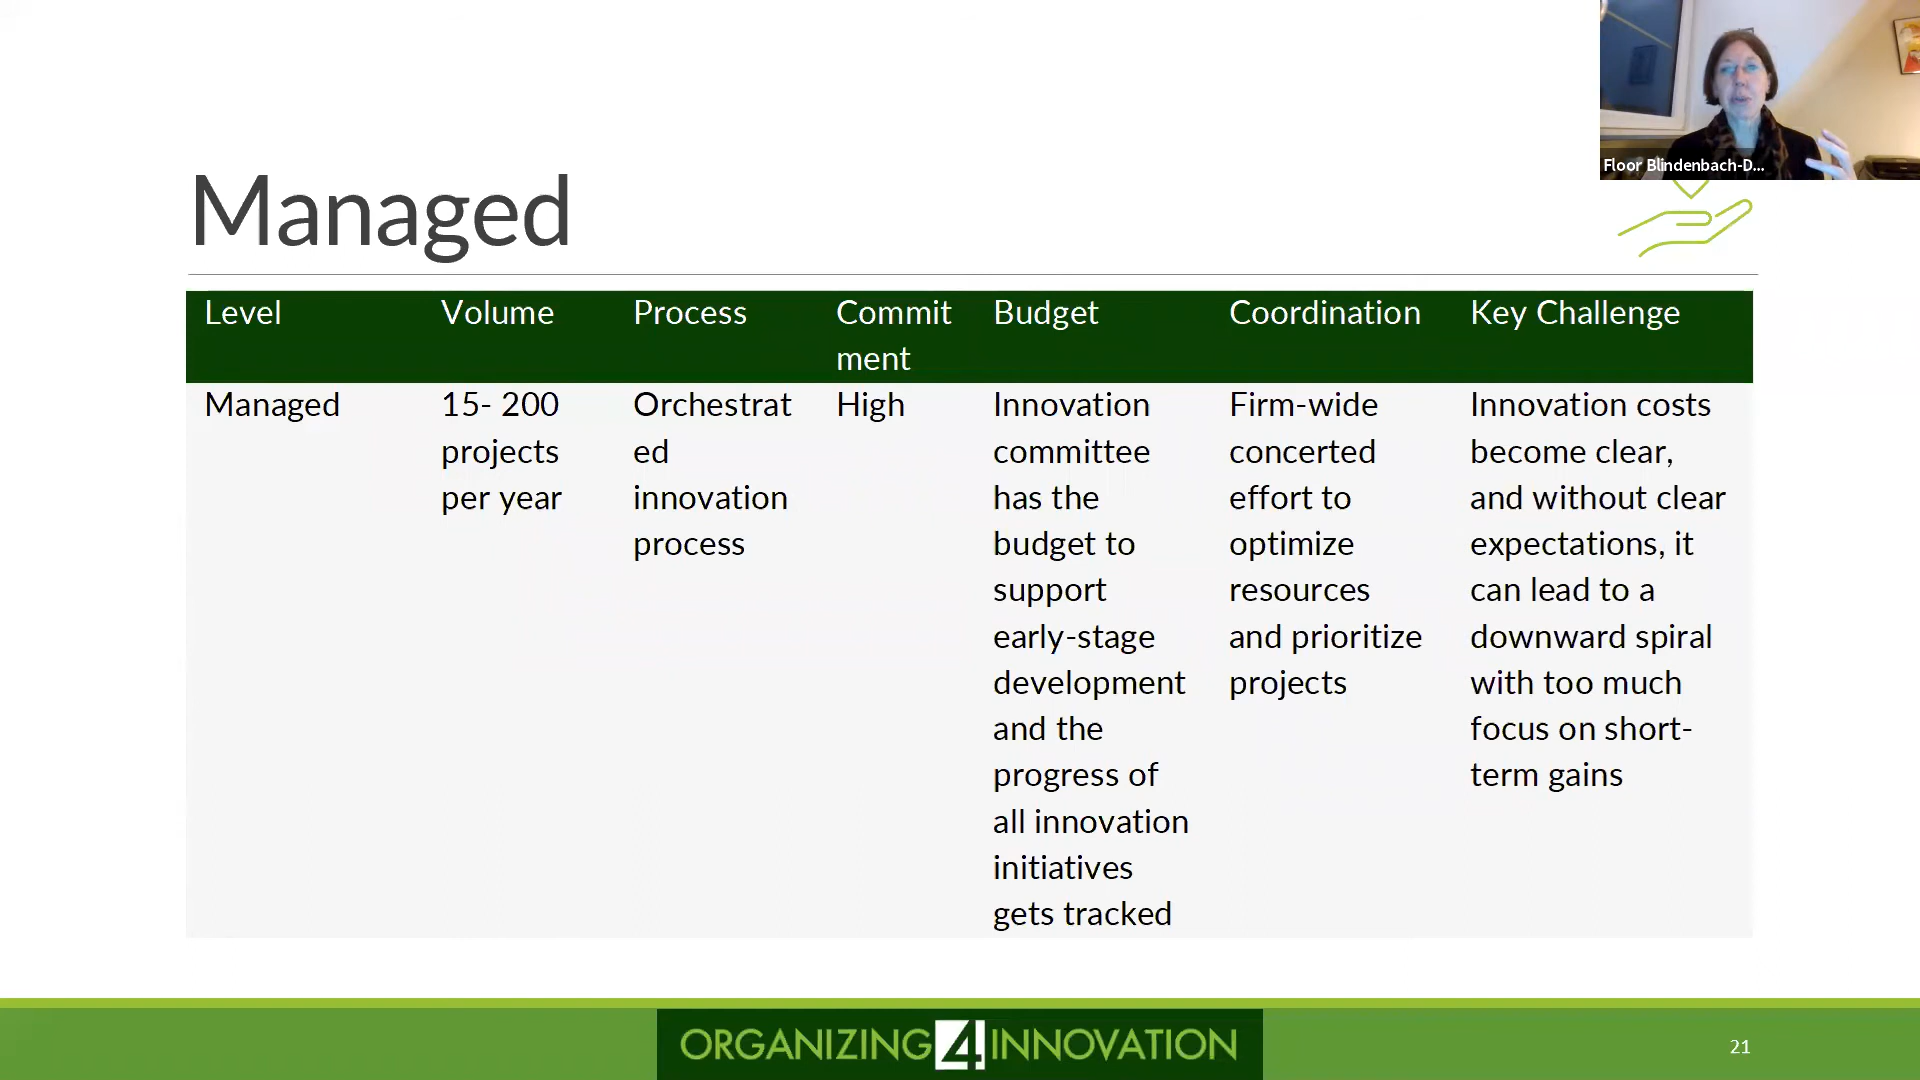 Floor Blindenbach-D...
Managed
Level
Volume
Process
Commit
ment
Budget
Coordination
Key Challenge
Managed
15- 200
projects
per year
Orchestrat
ed
innovation
process
High
Innovation
committee
has the
budget to
support
early-stage
development
and the
progress of
all innovation
initiatives
gets tracked
Firm-wide
concerted
effort to
optimize
resources
and prioritize
projects
Innovation costs
become clear,
and without clear
expectations, it
can lead to a
downward spiral
with too much
focus on short-
term gains
ORGANIZING4INNOVATION
21